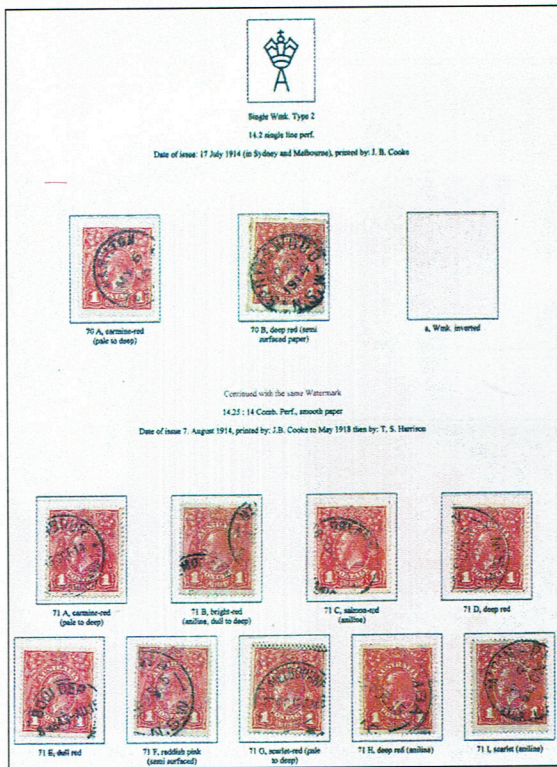 A
Single Wmk. Type 2
14.2 single line perf.
Date of issue: 17 July 1914 (in Sydney and Melbourne), printed by: J. B. Cooke
1 1
1 1
70 A, carmine-red
(pale to deep)
70 B, deep red (semi
surfaced paper)
a, Wmk. inverted
Continued with the same Watermark
14.25 : 14 Comb. Perf., smooth paper
Date of issue 7. August 1914, printed by: J.B. Cooke to May 1918 then by: T. S. Harrison
71 A, carmine-red
(pale to deep)
71 B, bright-red
(aniline, dull to deep)
71 C, salmon-red
(aniline)
71 D, deep red
71 E, dull red
71 F, reddish pink
(semi surfaced)
71 G, scarlet-red (pale
to deep)
71 H, deep red (aniline)
71 I, scarlet (aniline)